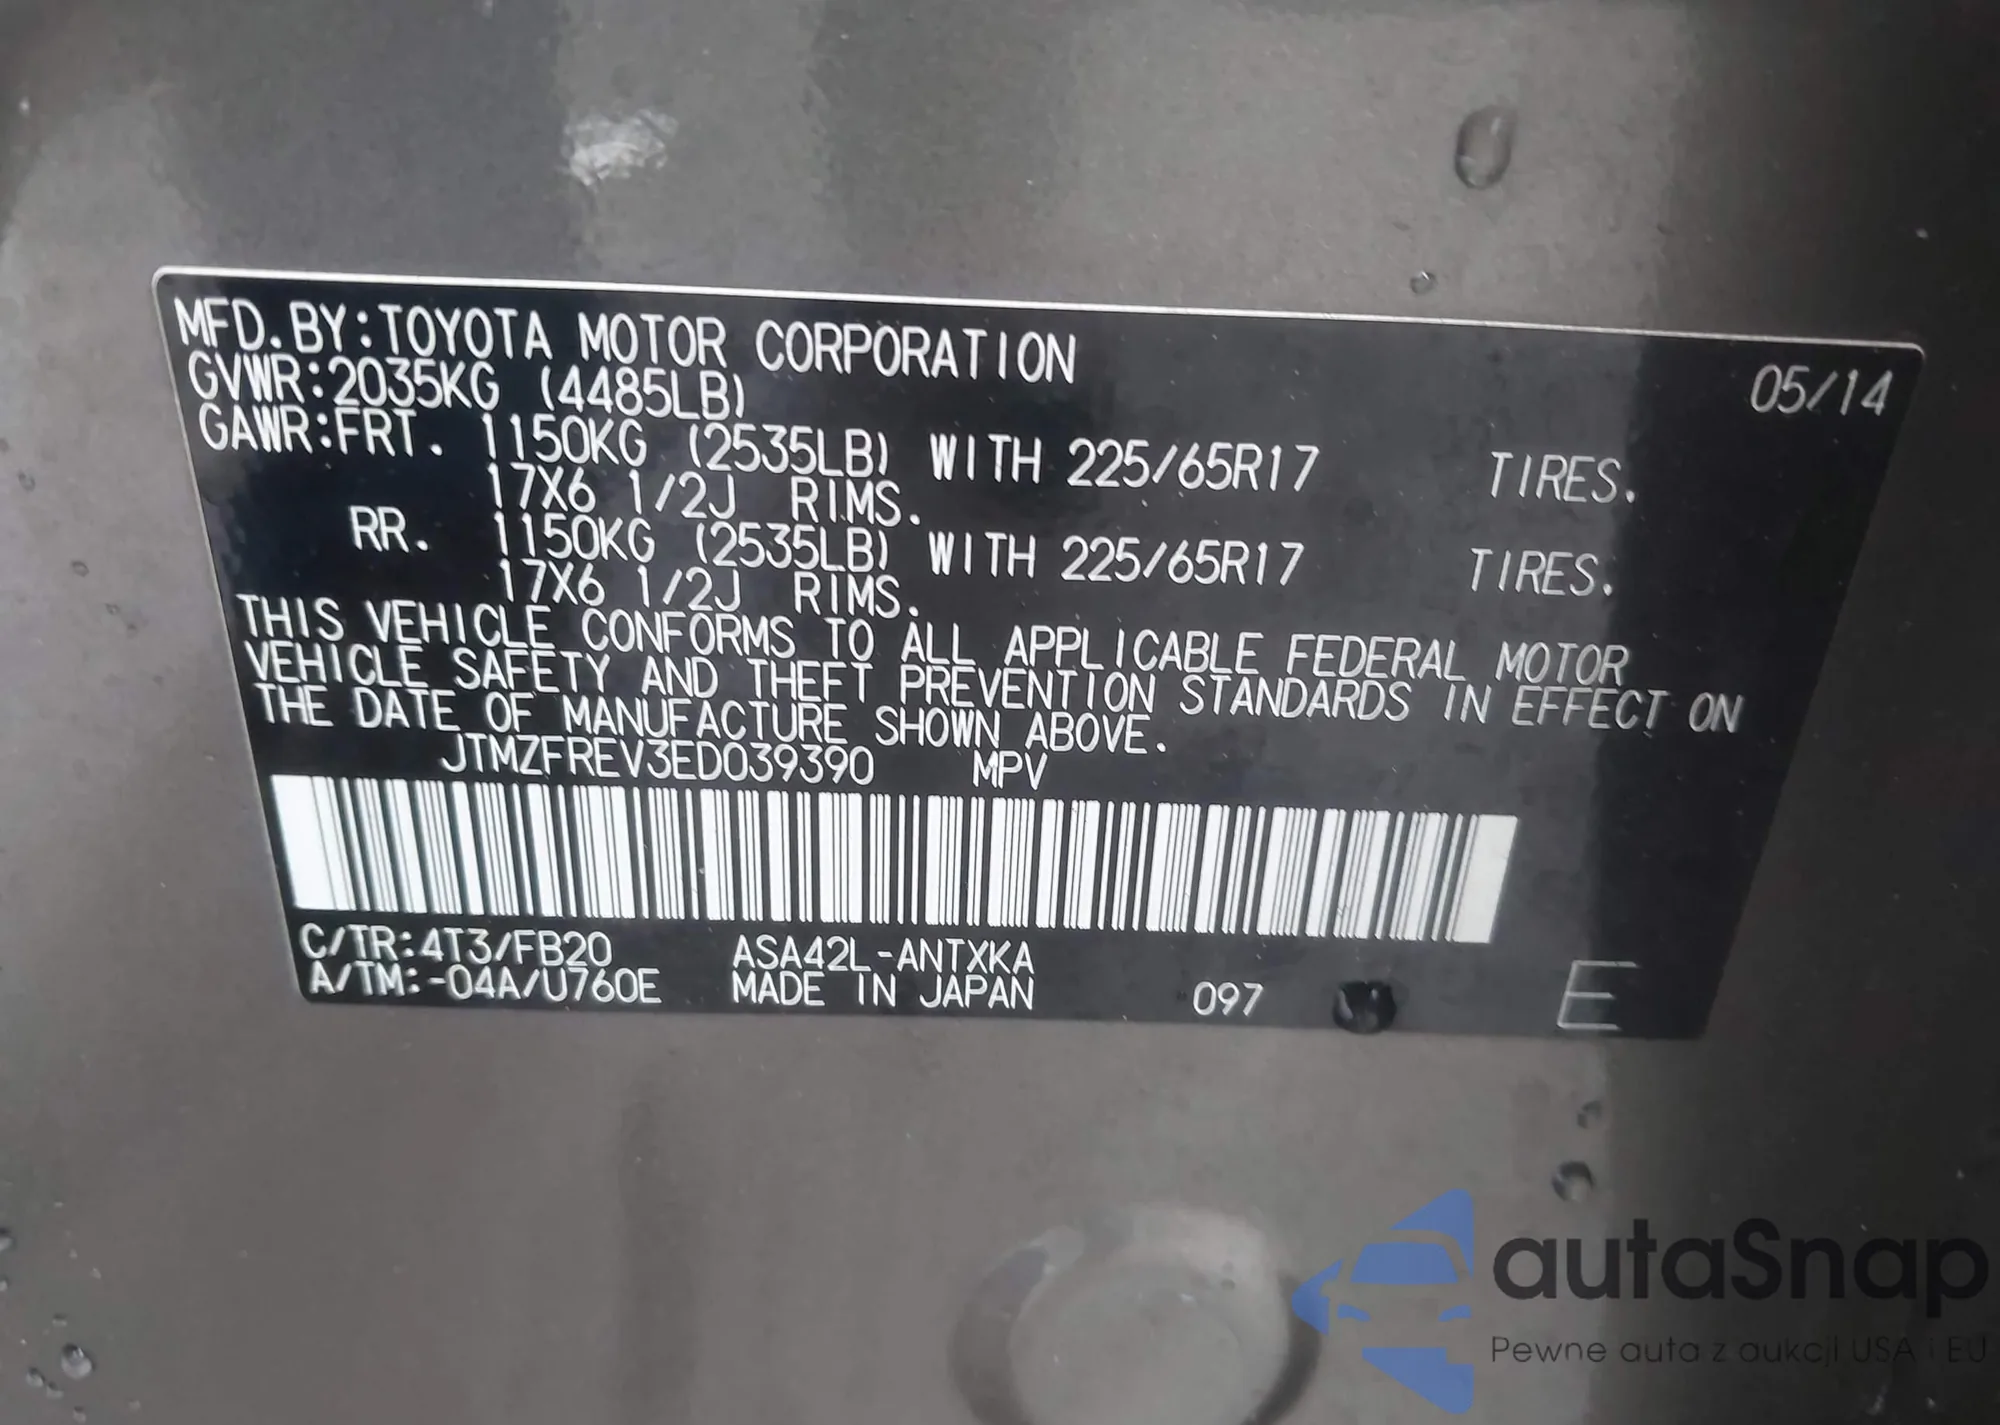 MFD.BY:TOYOTA MOTOR CORPORATION 05/14
GVWR:2035KG (4485LB)
GAWR:FRT. 1150KG (2535LB) WITH 225/65R17 TIRES.
17X6 1/2J RIMS.
RR. 1150KG (2535LB) WITH 225/65R17 TIRES.
17X6 1/2J RIMS.
THIS VEHICLE CONFORMS TO ALL APPLICABLE FEDERAL MOTOR
VEHICLE SAFETY AND THEFT PREVENTION STANDARDS IN EFFECT ON
THE DATE OF MANUFACTURE SHOWN ABOVE.
JTMZFREV3ED039390 MPV
C/TR:4T3/FB20 ASA42L-ANTXKA
A/TM:-04A/U760E MADE IN JAPAN 097 E
autaSnap
Pewne auta z aukcji USA i EU